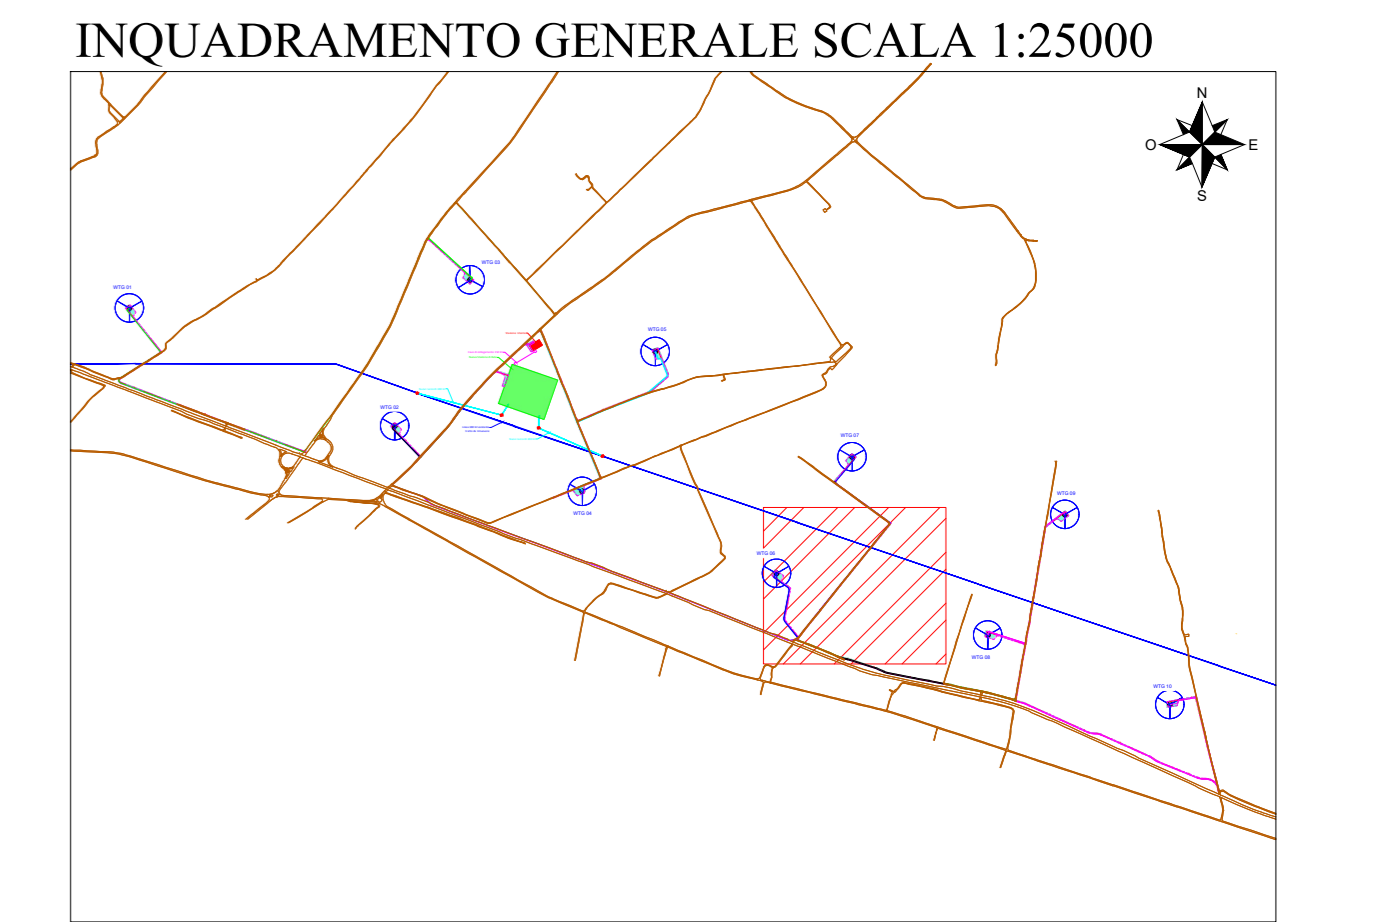 INQUADRAMENTO GENERALE SCALA 1:25000
N
O
E
S
WTG 03
WTG 01
WTG 05
WTG 02
WTG 07
WTG 09
WTG 04
WTG 06
WTG 08
WTG 10